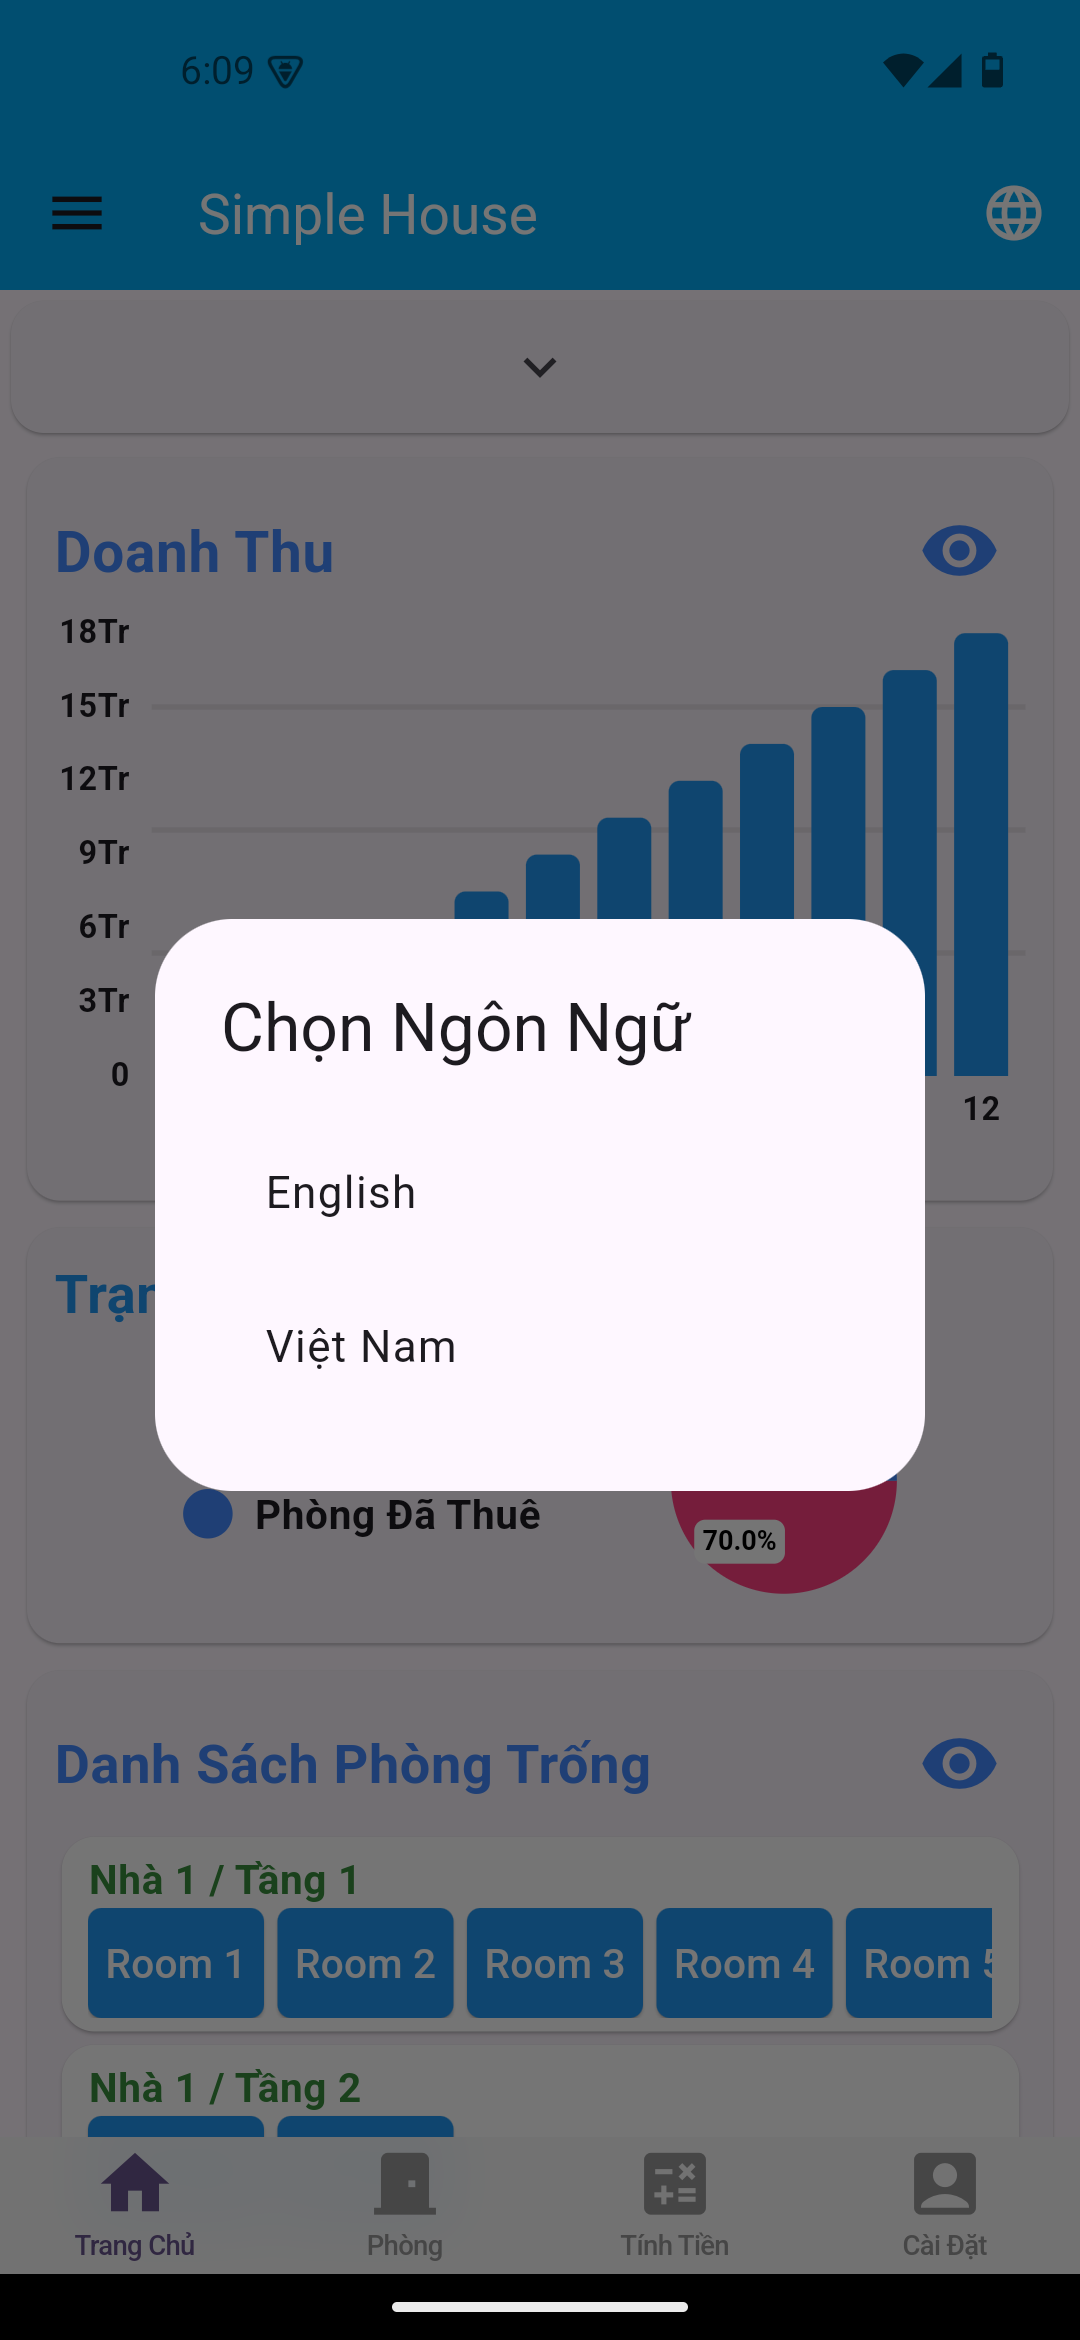 6:09
Simple House
Doanh Thu
18Tr
15Tr
12Tr
9Tr
6Tr
3Tr
0
12
Chọn Ngôn Ngữ
English
Việt Nam
Phòng Đã Thuê
70.0%
Danh Sách Phòng Trống
Nhà 1 / Tầng 1
Room 1 Room 2 Room 3 Room 4 Room 5
Nhà 1 / Tầng 2
Trang Chủ Phòng Tính Tiền Cài Đặt